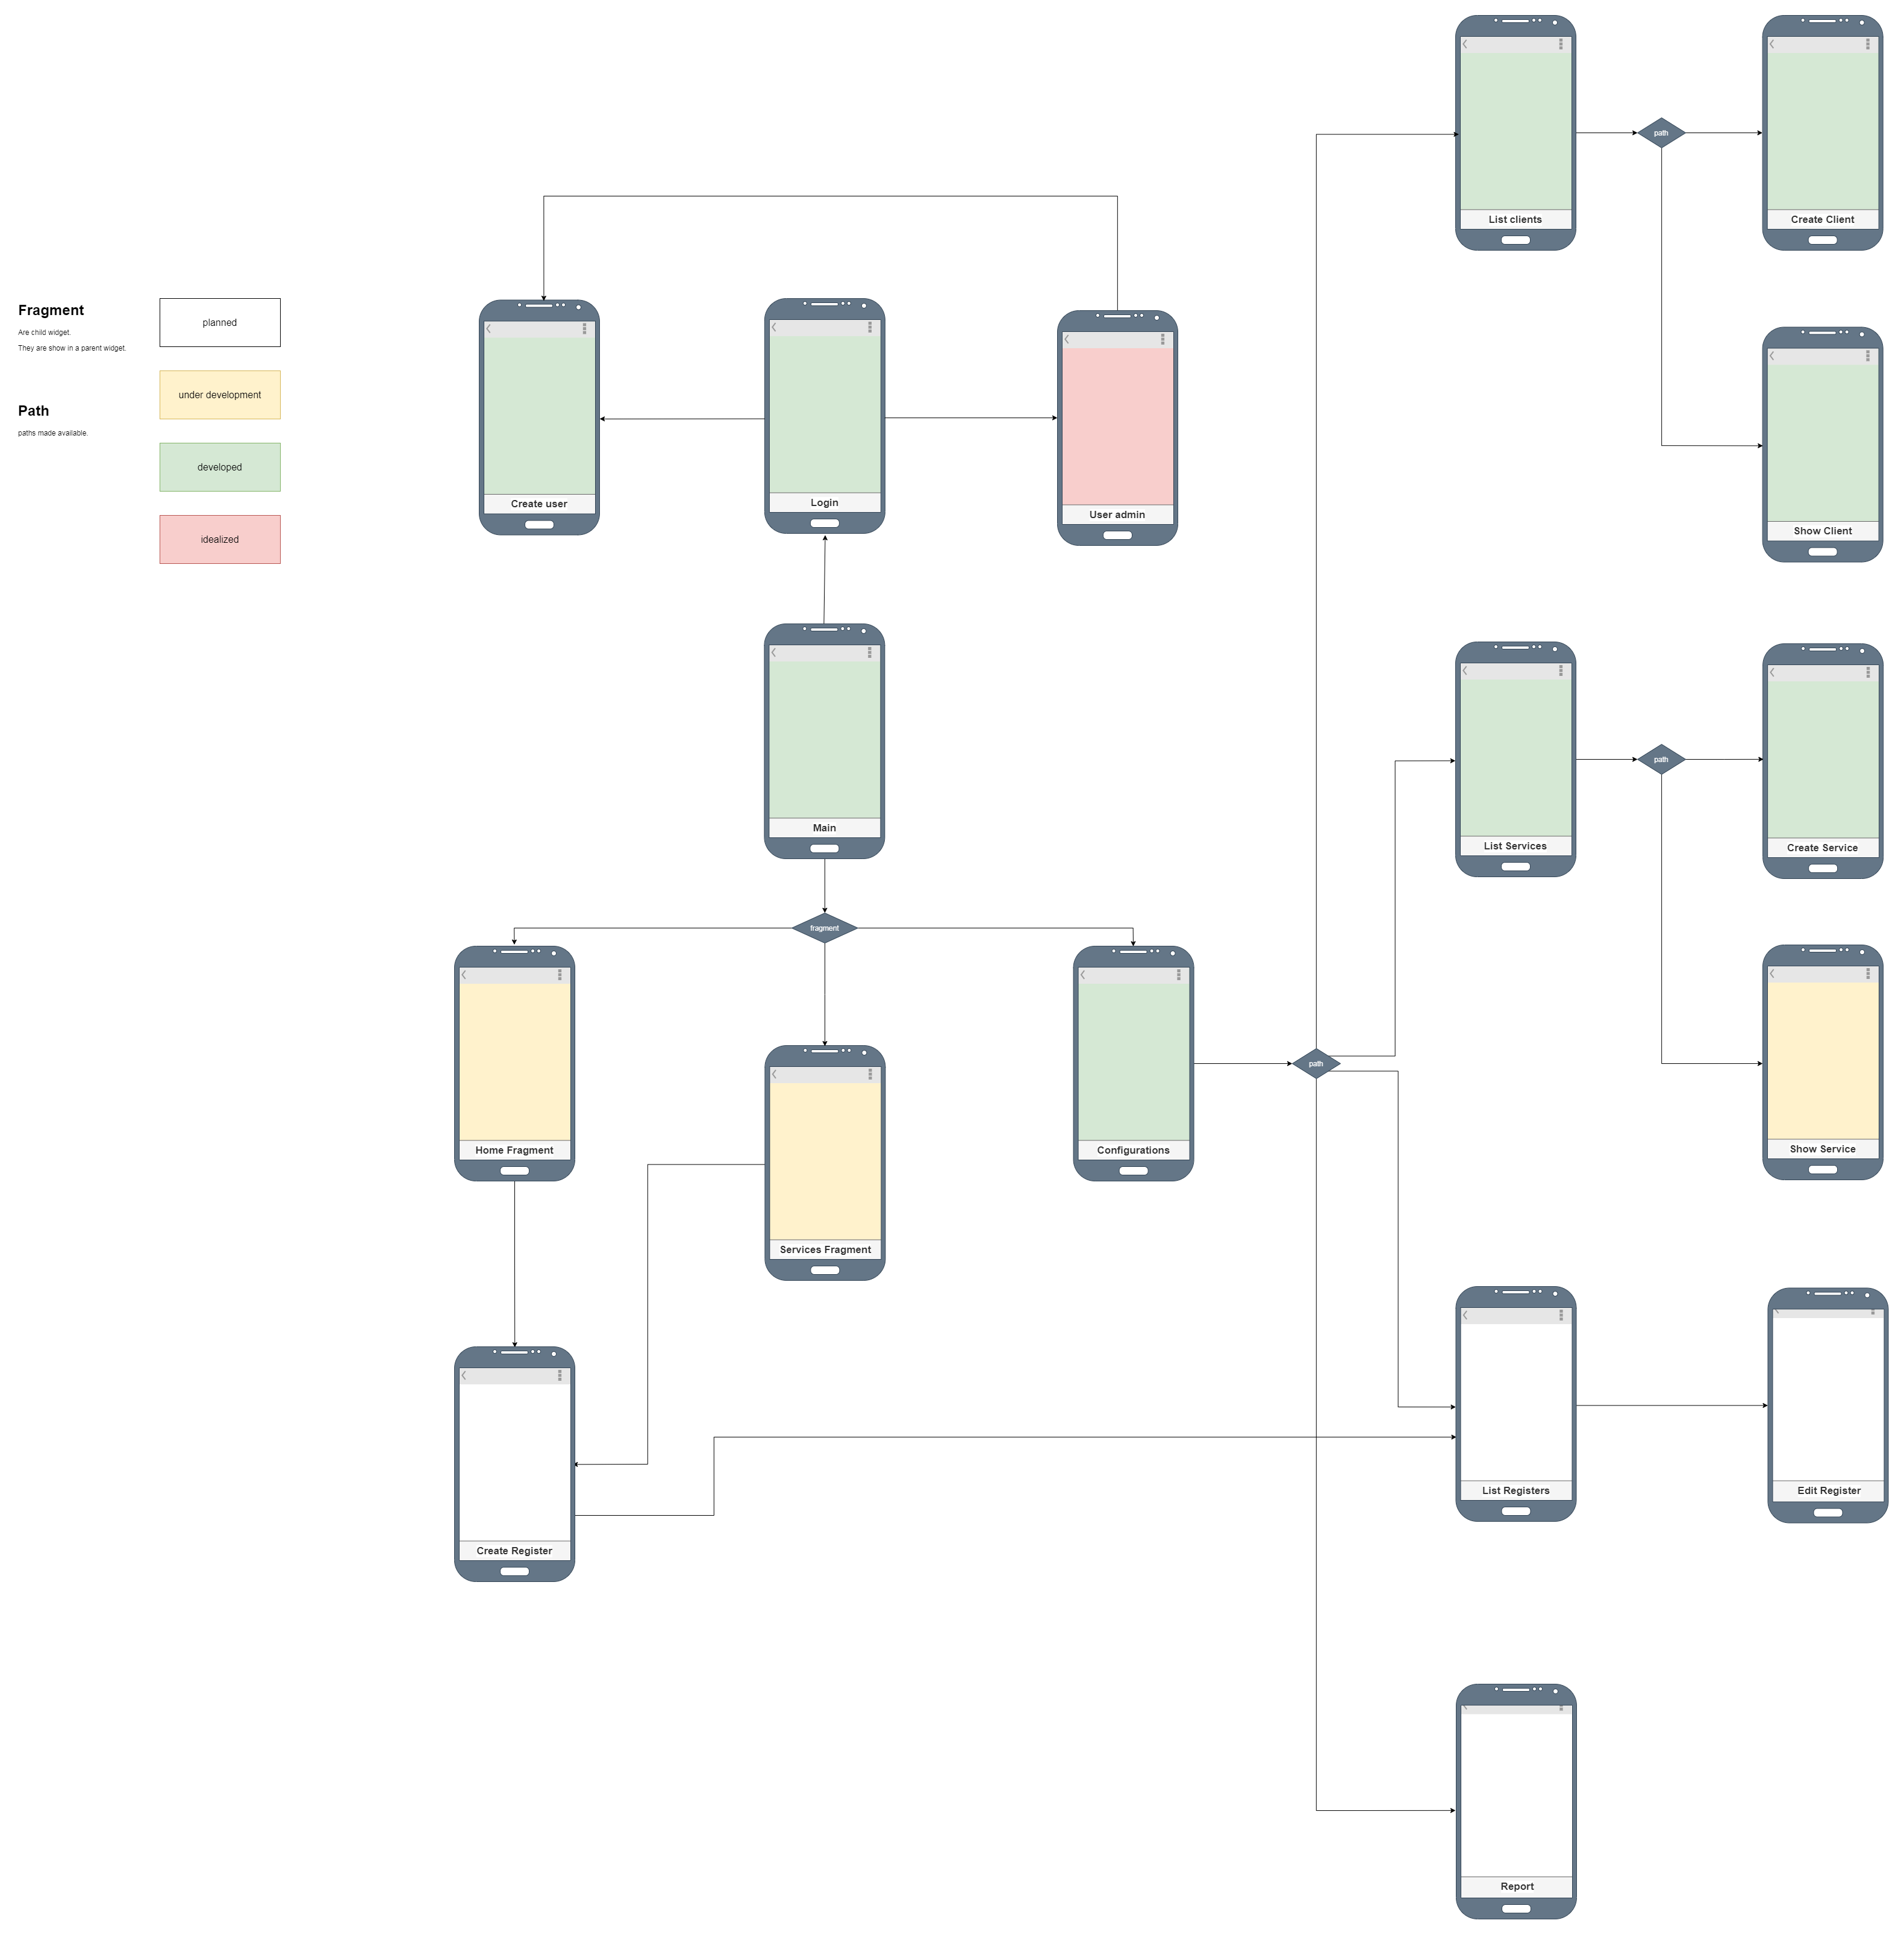 List clients
path
Create Client
Fragment
Are child widget.
They are show in a parent widget.
Path
paths made available.
planned
under development
developed
idealized
Create user
Login
User admin
Show Client
Main
List Services
path
Create Service
fragment
Home Fragment
Services Fragment
Configurations
path
Show Service
Create Register
List Registers
Edit Register
Report